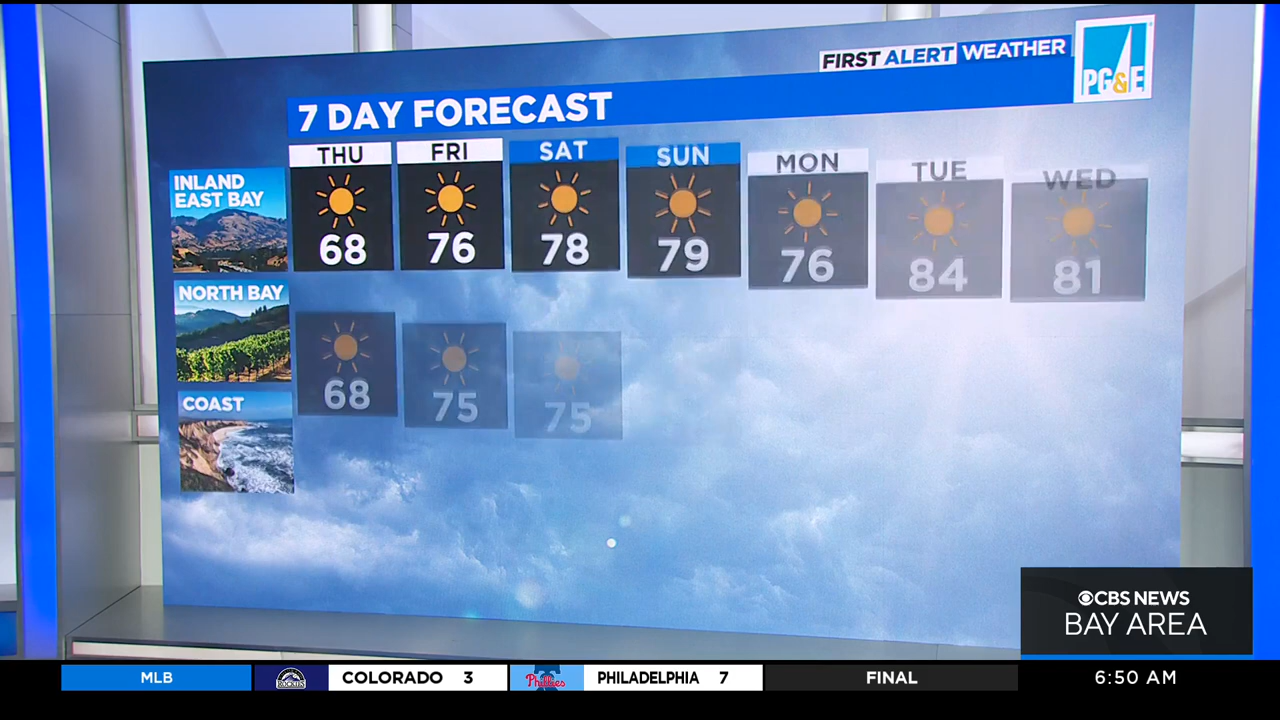 FIRST ALERT WEATHER
PG&E
7 DAY FORECAST
THU FRI SAT SUN MON TUE WED
INLAND
EAST BAY
68 76 78 79 76 84 81
NORTH BAY
68 75 75
COAST
CBS NEWS
BAY AREA
MLB ROCKIES COLORADO 3 Phillies PHILADELPHIA 7 FINAL 6:50 AM